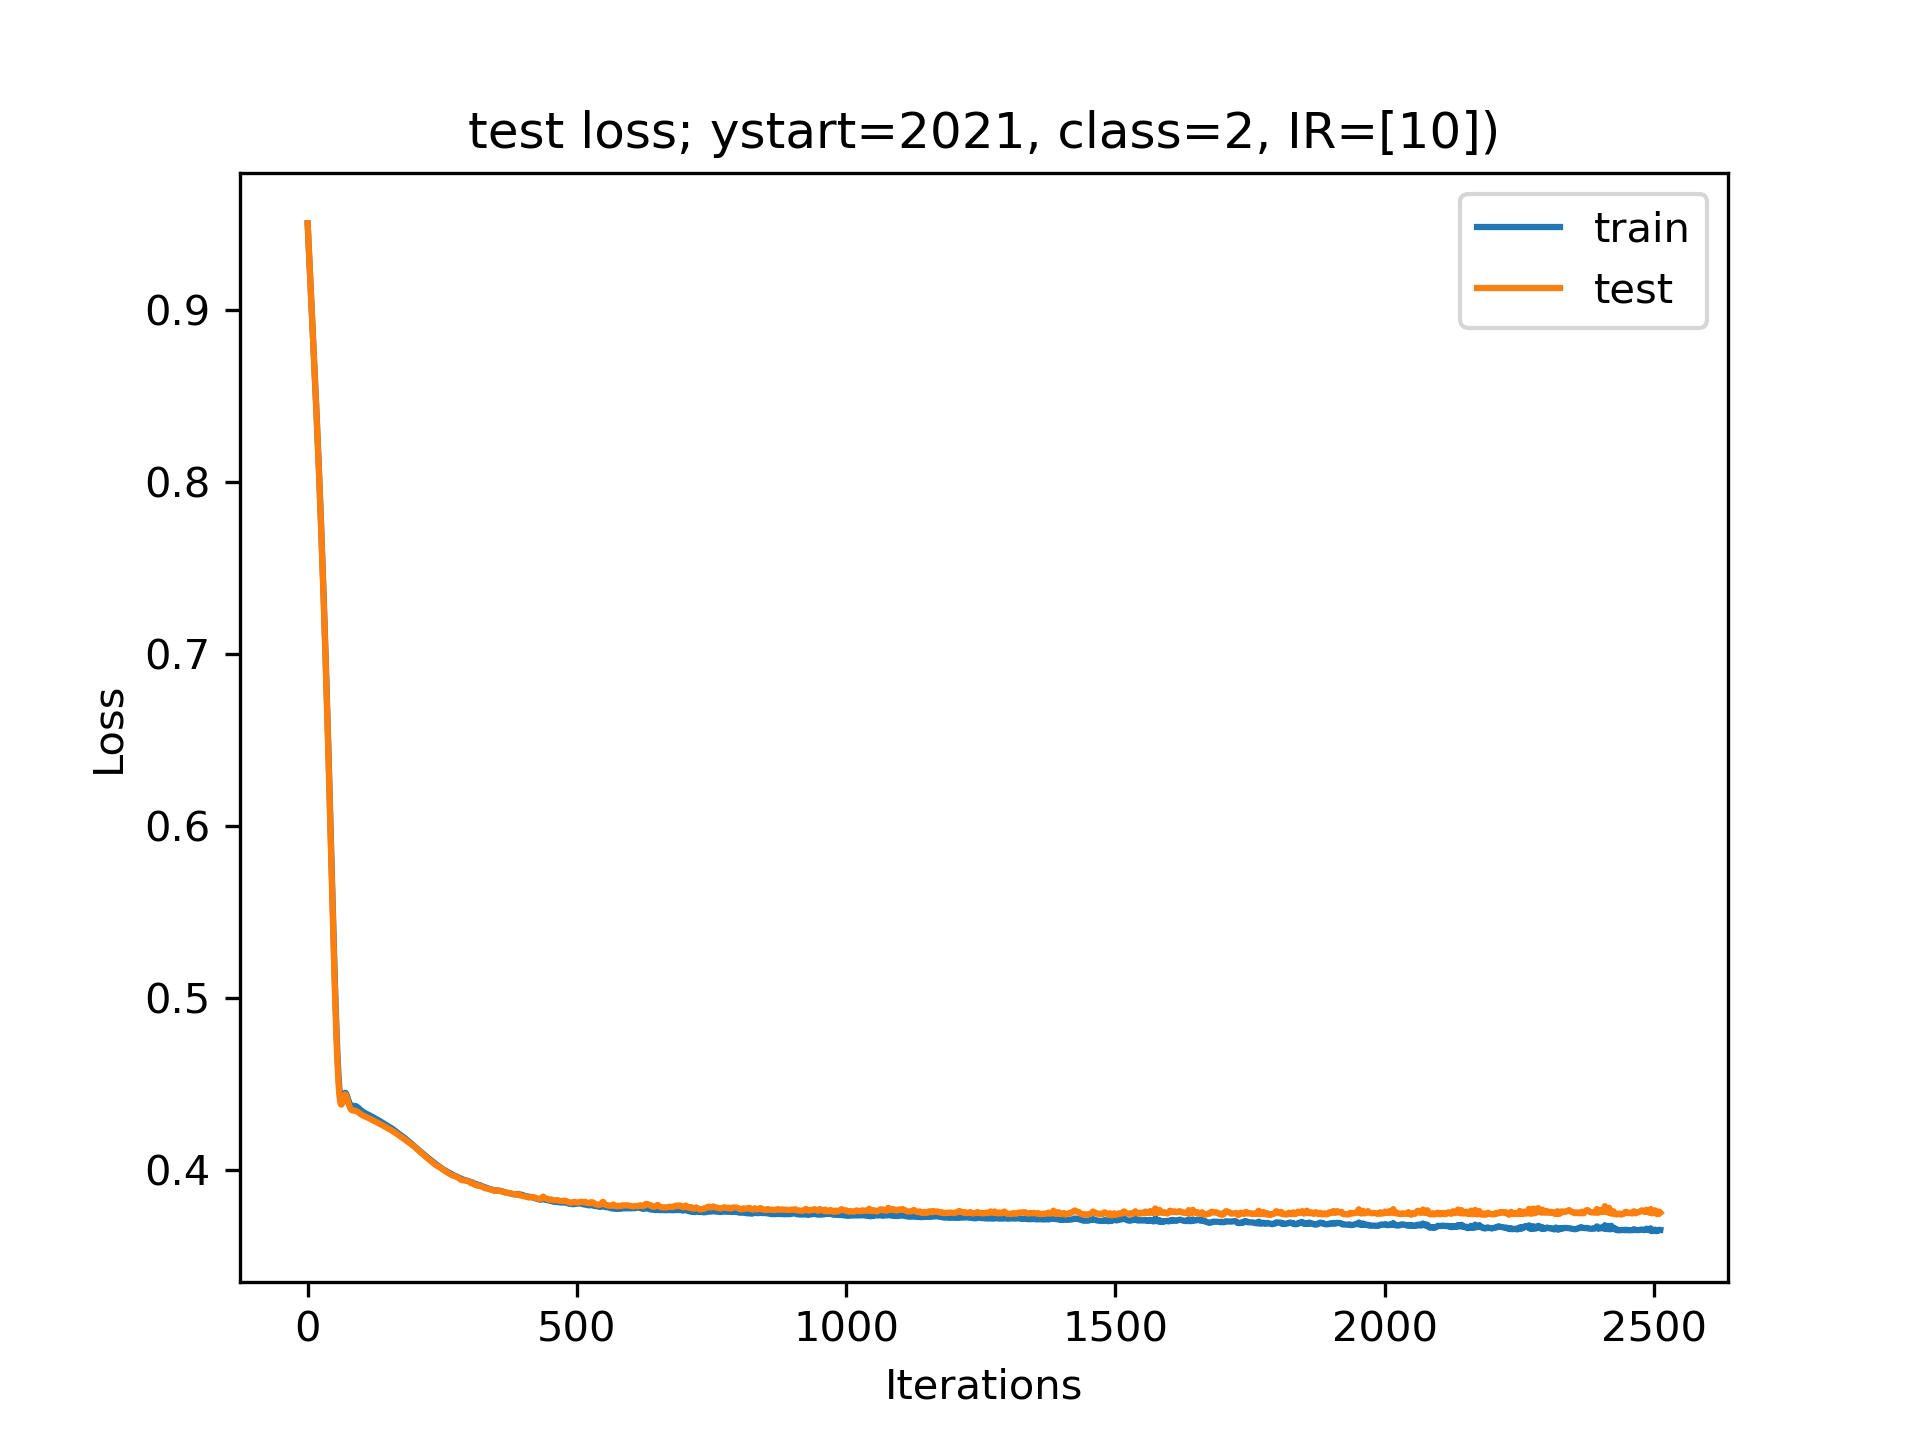 test loss; ystart=2021, class=2, IR=[10])
train
test
0.9
0.8
0.7
0.6
0.5
0.4
Loss
0 500 1000 1500 2000 2500
Iterations